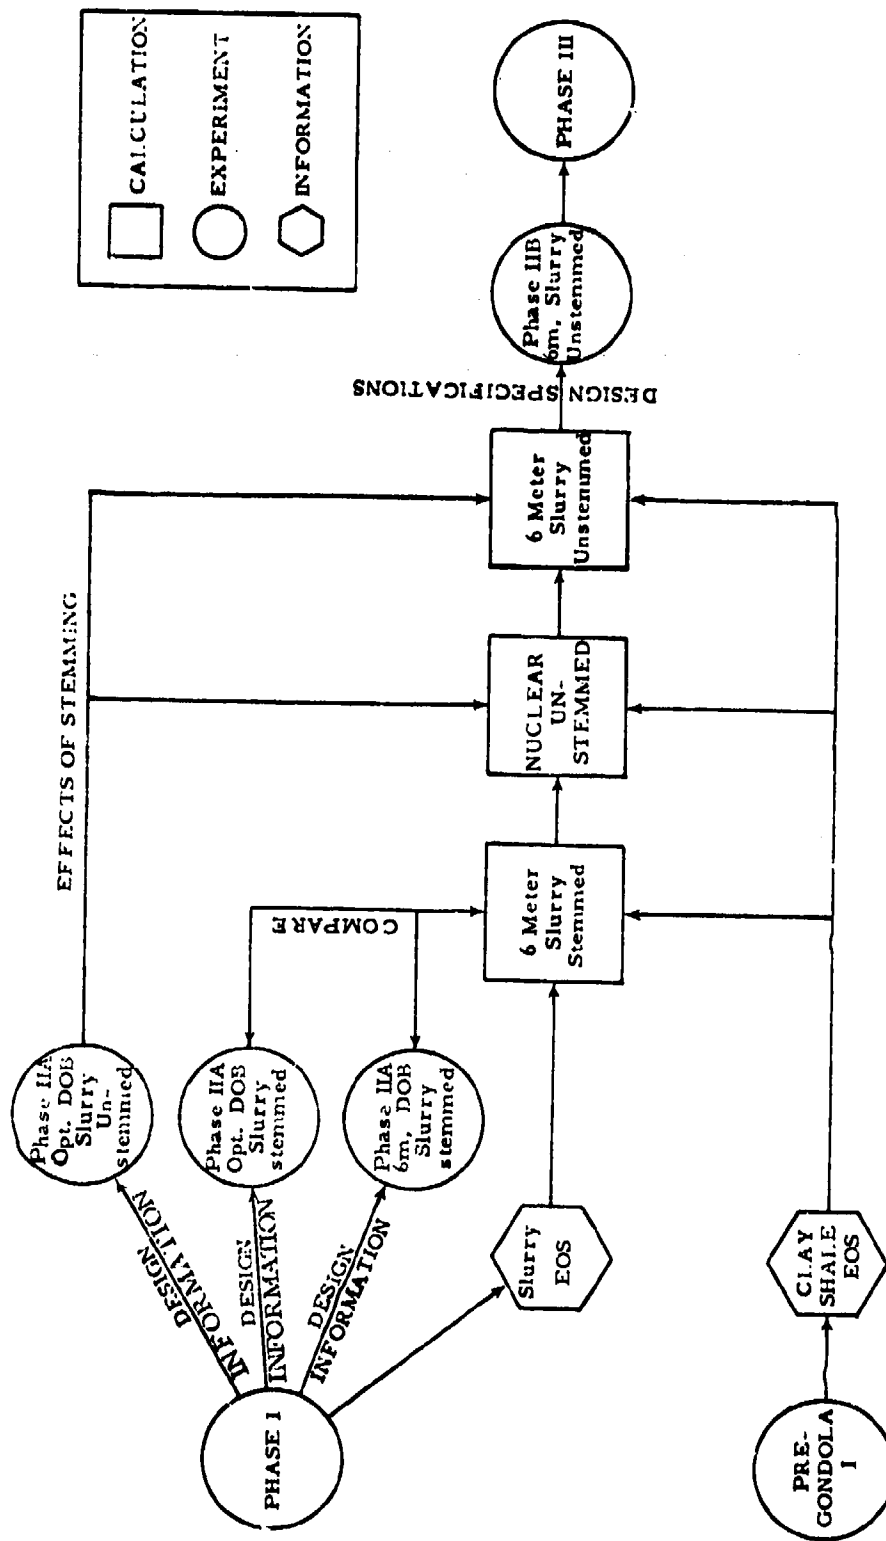 CALCULATION
EXPERIMENT
INFORMATION
EFFECTS OF STEMMING
Phase IIA
Opt. DOB
Slurry
Un-
stemmed
DESIGN
INFORMATION
Phase IIA
Opt. DOB
Slurry
stemmed
DESIGN
INFORMATION
COMPARE
Phase IIA
6m, DOB
Slurry
stemmed
DESIGN
INFORMATION
PHASE I
Slurry
EOS
6 Meter
Slurry
Stemmed
NUCLEAR
UN-
STEMMED
6 Meter
Slurry
Unstemmed
DESIGN SPECIFICATIONS
Phase IIB
6m, Slurry
Unstemmed
PHASE III
PRE-
GONDOLA
I
CLAY
SHALE
EOS